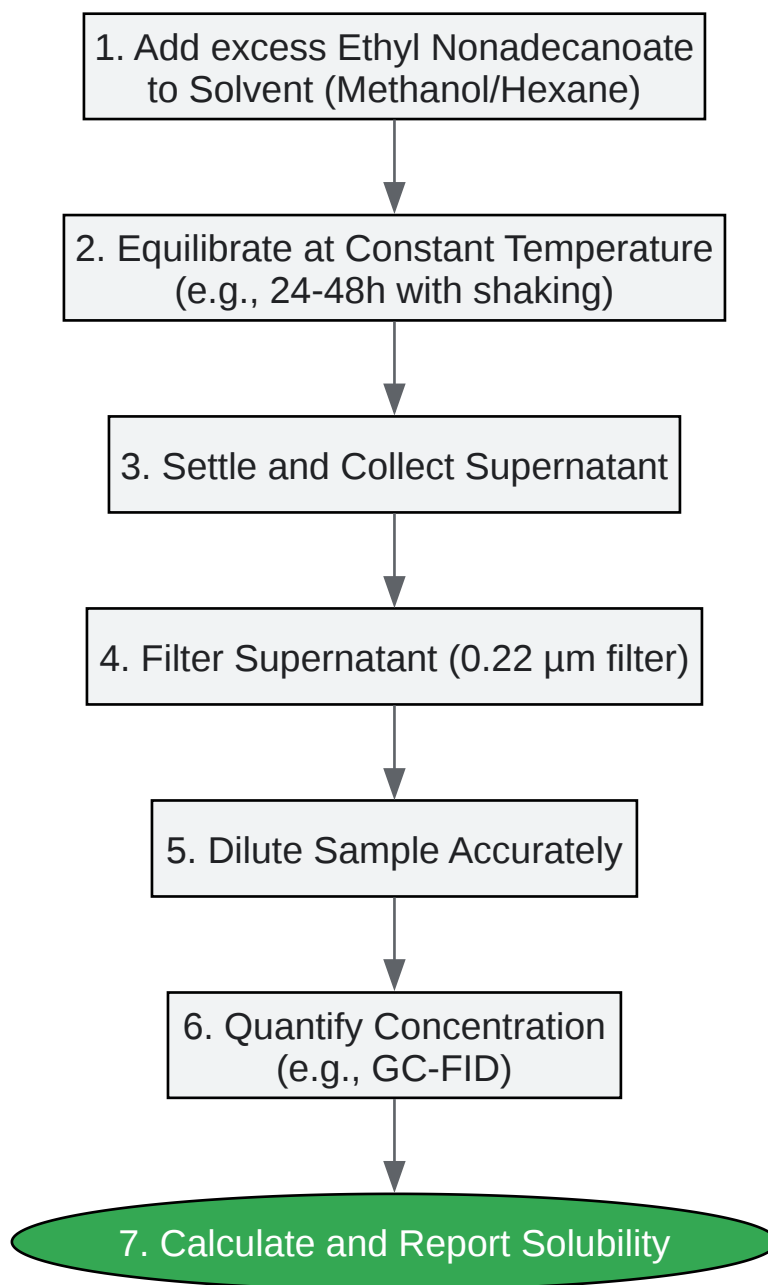 1. Add excess Ethyl Nonadecanoate
to Solvent (Methanol/Hexane)
2. Equilibrate at Constant Temperature
(e.g., 24-48h with shaking)
3. Settle and Collect Supernatant
4. Filter Supernatant (0.22 µm filter)
5. Dilute Sample Accurately
6. Quantify Concentration
(e.g., GC-FID)
7. Calculate and Report Solubility